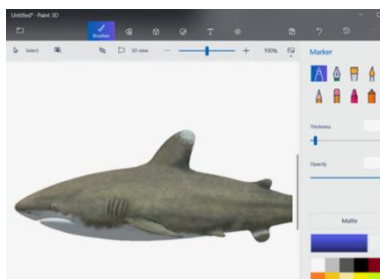 Untitled* - Paint 3D
Brushes
Select
3D view
100%
Marker
Thickness
Opacity
Matte